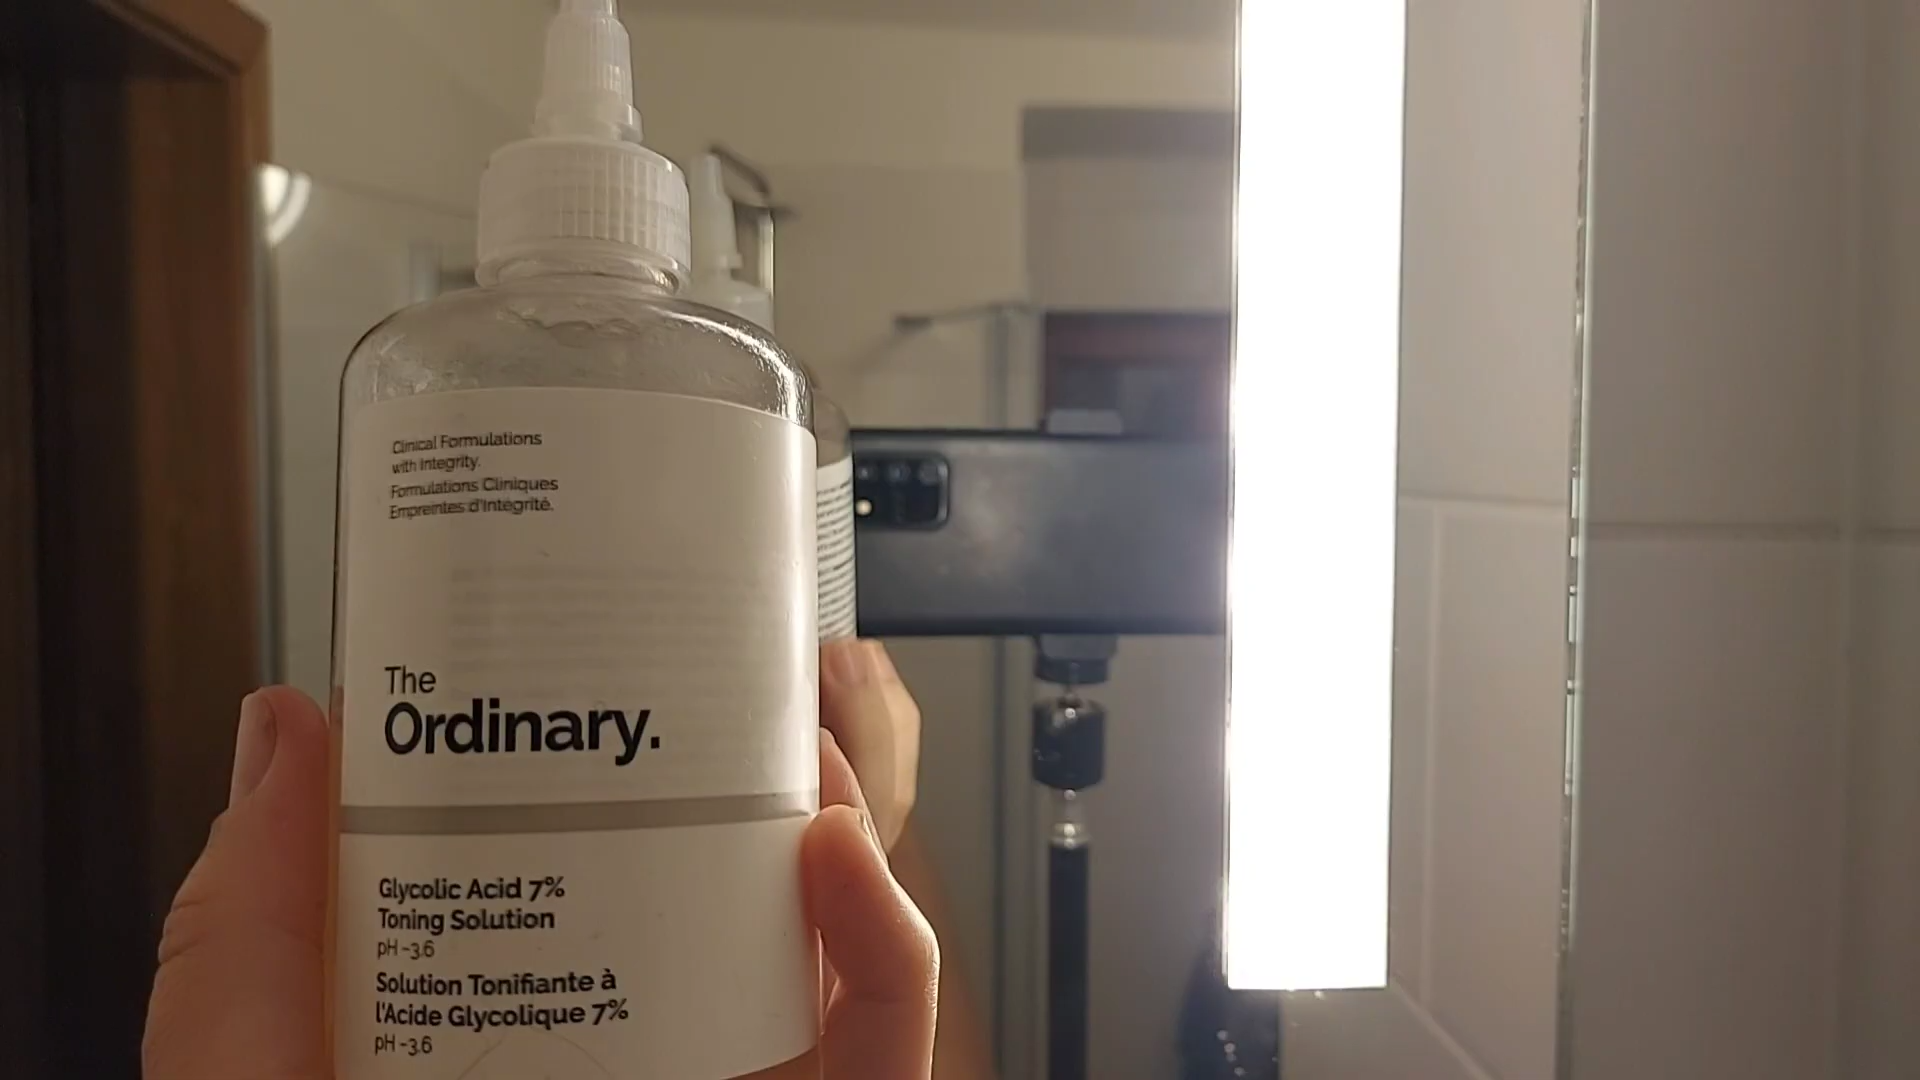 Clinical Formulations
with Integrity.
Formulations Cliniques
Empreintes d'Intégrité.
The
Ordinary.
Glycolic Acid 7%
Toning Solution
pH ~3.6
Solution Tonifiante à
l'Acide Glycolique 7%
pH ~3.6